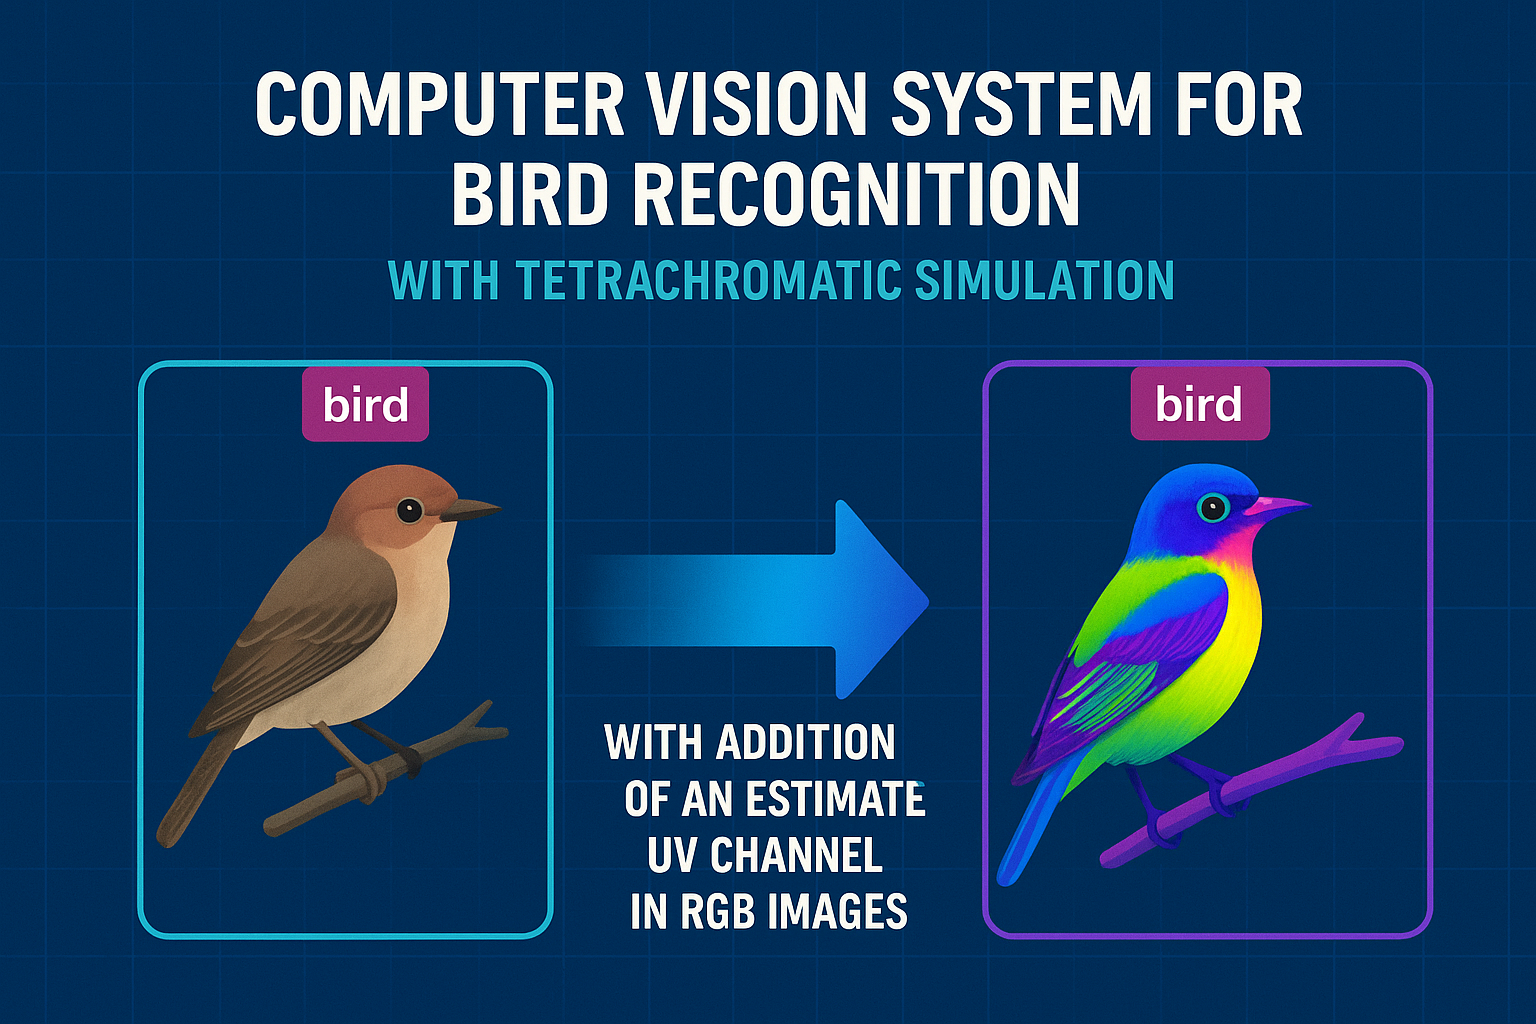 COMPUTER VISION SYSTEM FOR
BIRD RECOGNITION
WITH TETRACHROMATIC SIMULATION
bird
bird
WITH ADDITION
OF AN ESTIMATE
UV CHANNEL
IN RGB IMAGES